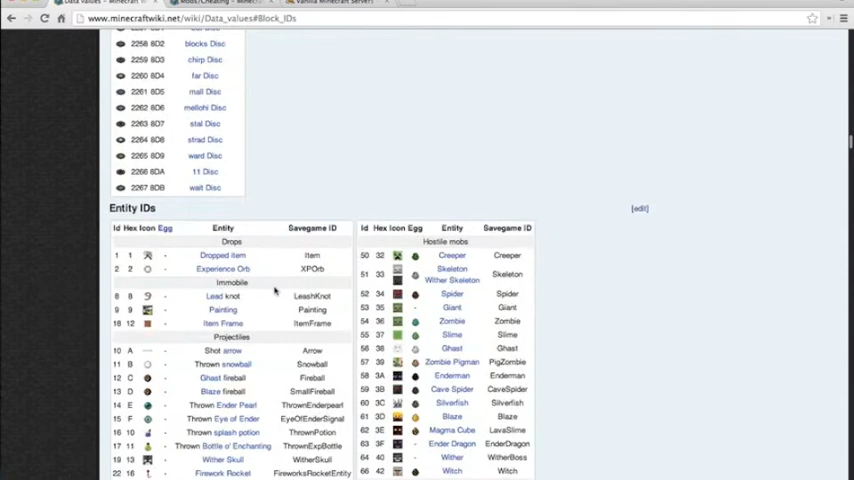 Data values – Minecraft W
Mods/Cheating – Minecraf
Vanilla Minecraft Servers
www.minecraftwiki.net/wiki/Data_values#Block_IDs
2258 8D2 blocks Disc
2259 8D3 chirp Disc
2260 8D4 far Disc
2261 8D5 mall Disc
2262 8D6 mellohi Disc
2263 8D7 stal Disc
2264 8D8 strad Disc
2265 8D9 ward Disc
2266 8DA 11 Disc
2267 8DB wait Disc
Entity IDs
[edit]
Id Hex Icon Egg Entity Savegame ID
Drops
1 1 - Dropped item Item
2 2 - Experience Orb XPOrb
Immobile
8 8 - Lead knot LeashKnot
9 9 - Painting Painting
18 12 - Item Frame ItemFrame
Projectiles
10 A - Shot arrow Arrow
11 B - Thrown snowball Snowball
12 C - Ghast fireball Fireball
13 D - Blaze fireball SmallFireball
14 E - Thrown Ender Pearl ThrownEnderpearl
15 F - Thrown Eye of Ender EyeOfEnderSignal
16 10 - Thrown splash potion ThrownPotion
17 11 - Thrown Bottle o' Enchanting ThrownExpBottle
19 13 - Wither Skull WitherSkull
22 16 - Firework Rocket FireworksRocketEntity
Id Hex Icon Egg Entity Savegame ID
Hostile mobs
50 32 Creeper Creeper
51 33 Skeleton
Wither Skeleton Skeleton
52 34 Spider Spider
53 35 - Giant Giant
54 36 Zombie Zombie
55 37 Slime Slime
56 38 Ghast Ghast
57 39 Zombie Pigman PigZombie
58 3A Enderman Enderman
59 3B Cave Spider CaveSpider
60 3C Silverfish Silverfish
61 3D Blaze Blaze
62 3E Magma Cube LavaSlime
63 3F - Ender Dragon EnderDragon
64 40 - Wither WitherBoss
66 42 Witch Witch